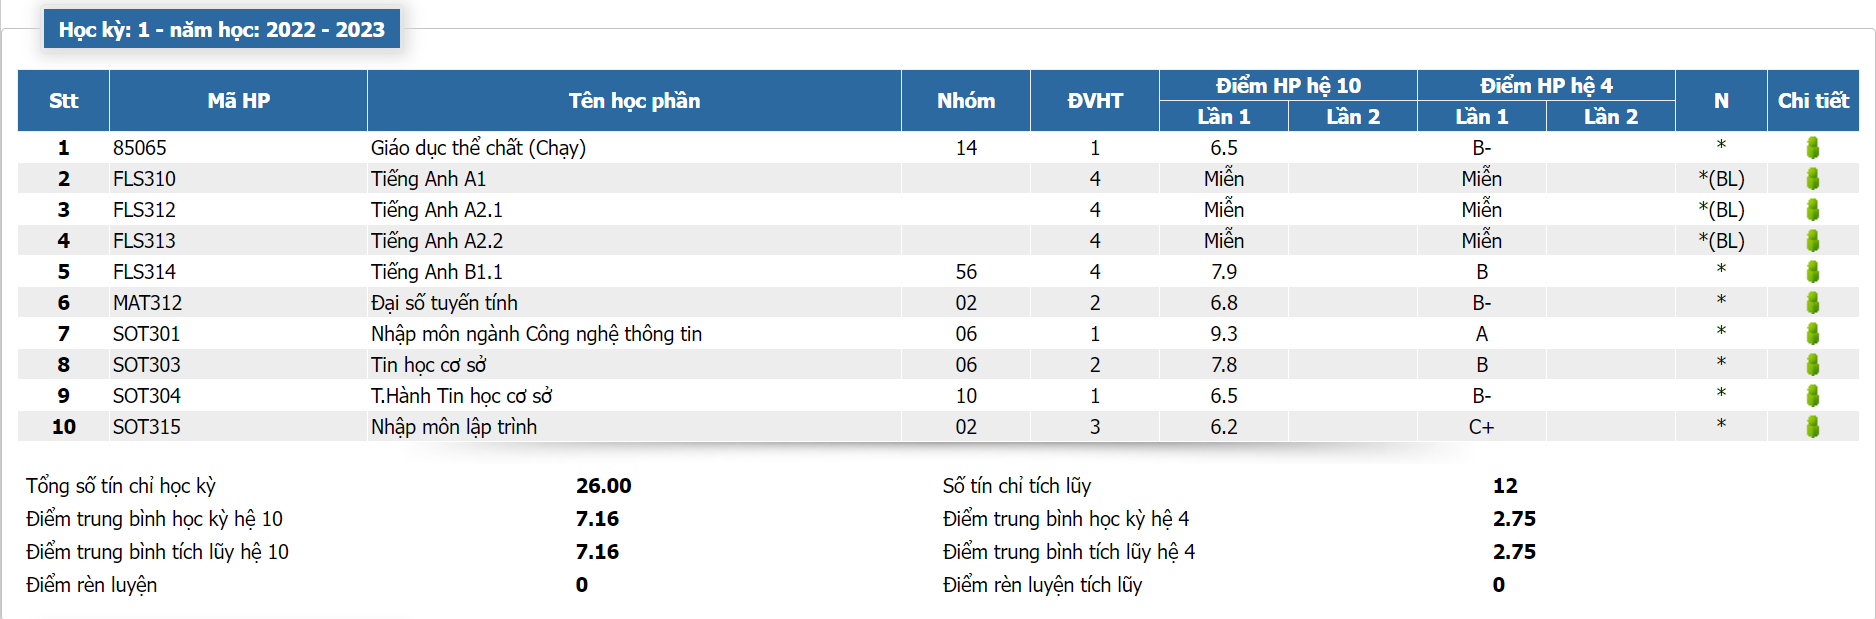 Học kỳ: 1 - năm học: 2022 - 2023
Stt Mã HP Tên học phần Nhóm ĐVHT Điểm HP hệ 10 Điểm HP hệ 4 N Chi tiết
Lần 1 Lần 2 Lần 1 Lần 2
1 85065 Giáo dục thể chất (Chạy) 14 1 6.5 B- *
2 FLS310 Tiếng Anh A1 4 Miễn Miễn *(BL)
3 FLS312 Tiếng Anh A2.1 4 Miễn Miễn *(BL)
4 FLS313 Tiếng Anh A2.2 4 Miễn Miễn *(BL)
5 FLS314 Tiếng Anh B1.1 56 4 7.9 B *
6 MAT312 Đại số tuyến tính 02 2 6.8 B- *
7 SOT301 Nhập môn ngành Công nghệ thông tin 06 1 9.3 A *
8 SOT303 Tin học cơ sở 06 2 7.8 B *
9 SOT304 T.Hành Tin học cơ sở 10 1 6.5 B- *
10 SOT315 Nhập môn lập trình 02 3 6.2 C+ *
Tổng số tín chỉ học kỳ 26.00 Số tín chỉ tích lũy 12
Điểm trung bình học kỳ hệ 10 7.16 Điểm trung bình học kỳ hệ 4 2.75
Điểm trung bình tích lũy hệ 10 7.16 Điểm trung bình tích lũy hệ 4 2.75
Điểm rèn luyện 0 Điểm rèn luyện tích lũy 0